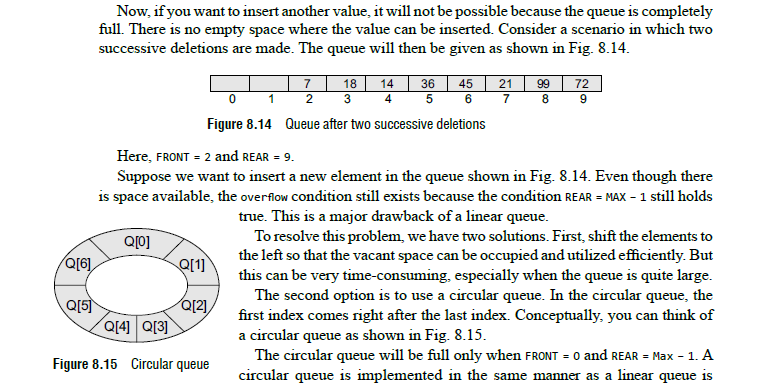 Now, if you want to insert another value, it will not be possible because the queue is completely
full. There is no empty space where the value can be inserted. Consider a scenario in which two
successive deletions are made. The queue will then be given as shown in Fig. 8.14.
7 18 14 36 45 21 99 72
0 1 2 3 4 5 6 7 8 9
Figure 8.14 Queue after two successive deletions
Here, FRONT = 2 and REAR = 9.
Suppose we want to insert a new element in the queue shown in Fig. 8.14. Even though there
is space available, the overflow condition still exists because the condition REAR = MAX – 1 still holds
true. This is a major drawback of a linear queue.
To resolve this problem, we have two solutions. First, shift the elements to
the left so that the vacant space can be occupied and utilized efficiently. But
this can be very time-consuming, especially when the queue is quite large.
The second option is to use a circular queue. In the circular queue, the
first index comes right after the last index. Conceptually, you can think of
a circular queue as shown in Fig. 8.15.
The circular queue will be full only when FRONT = 0 and REAR = Max – 1. A
circular queue is implemented in the same manner as a linear queue is
Q[0]
Q[6] Q[1]
Q[5] Q[2]
Q[4] Q[3]
Figure 8.15 Circular queue